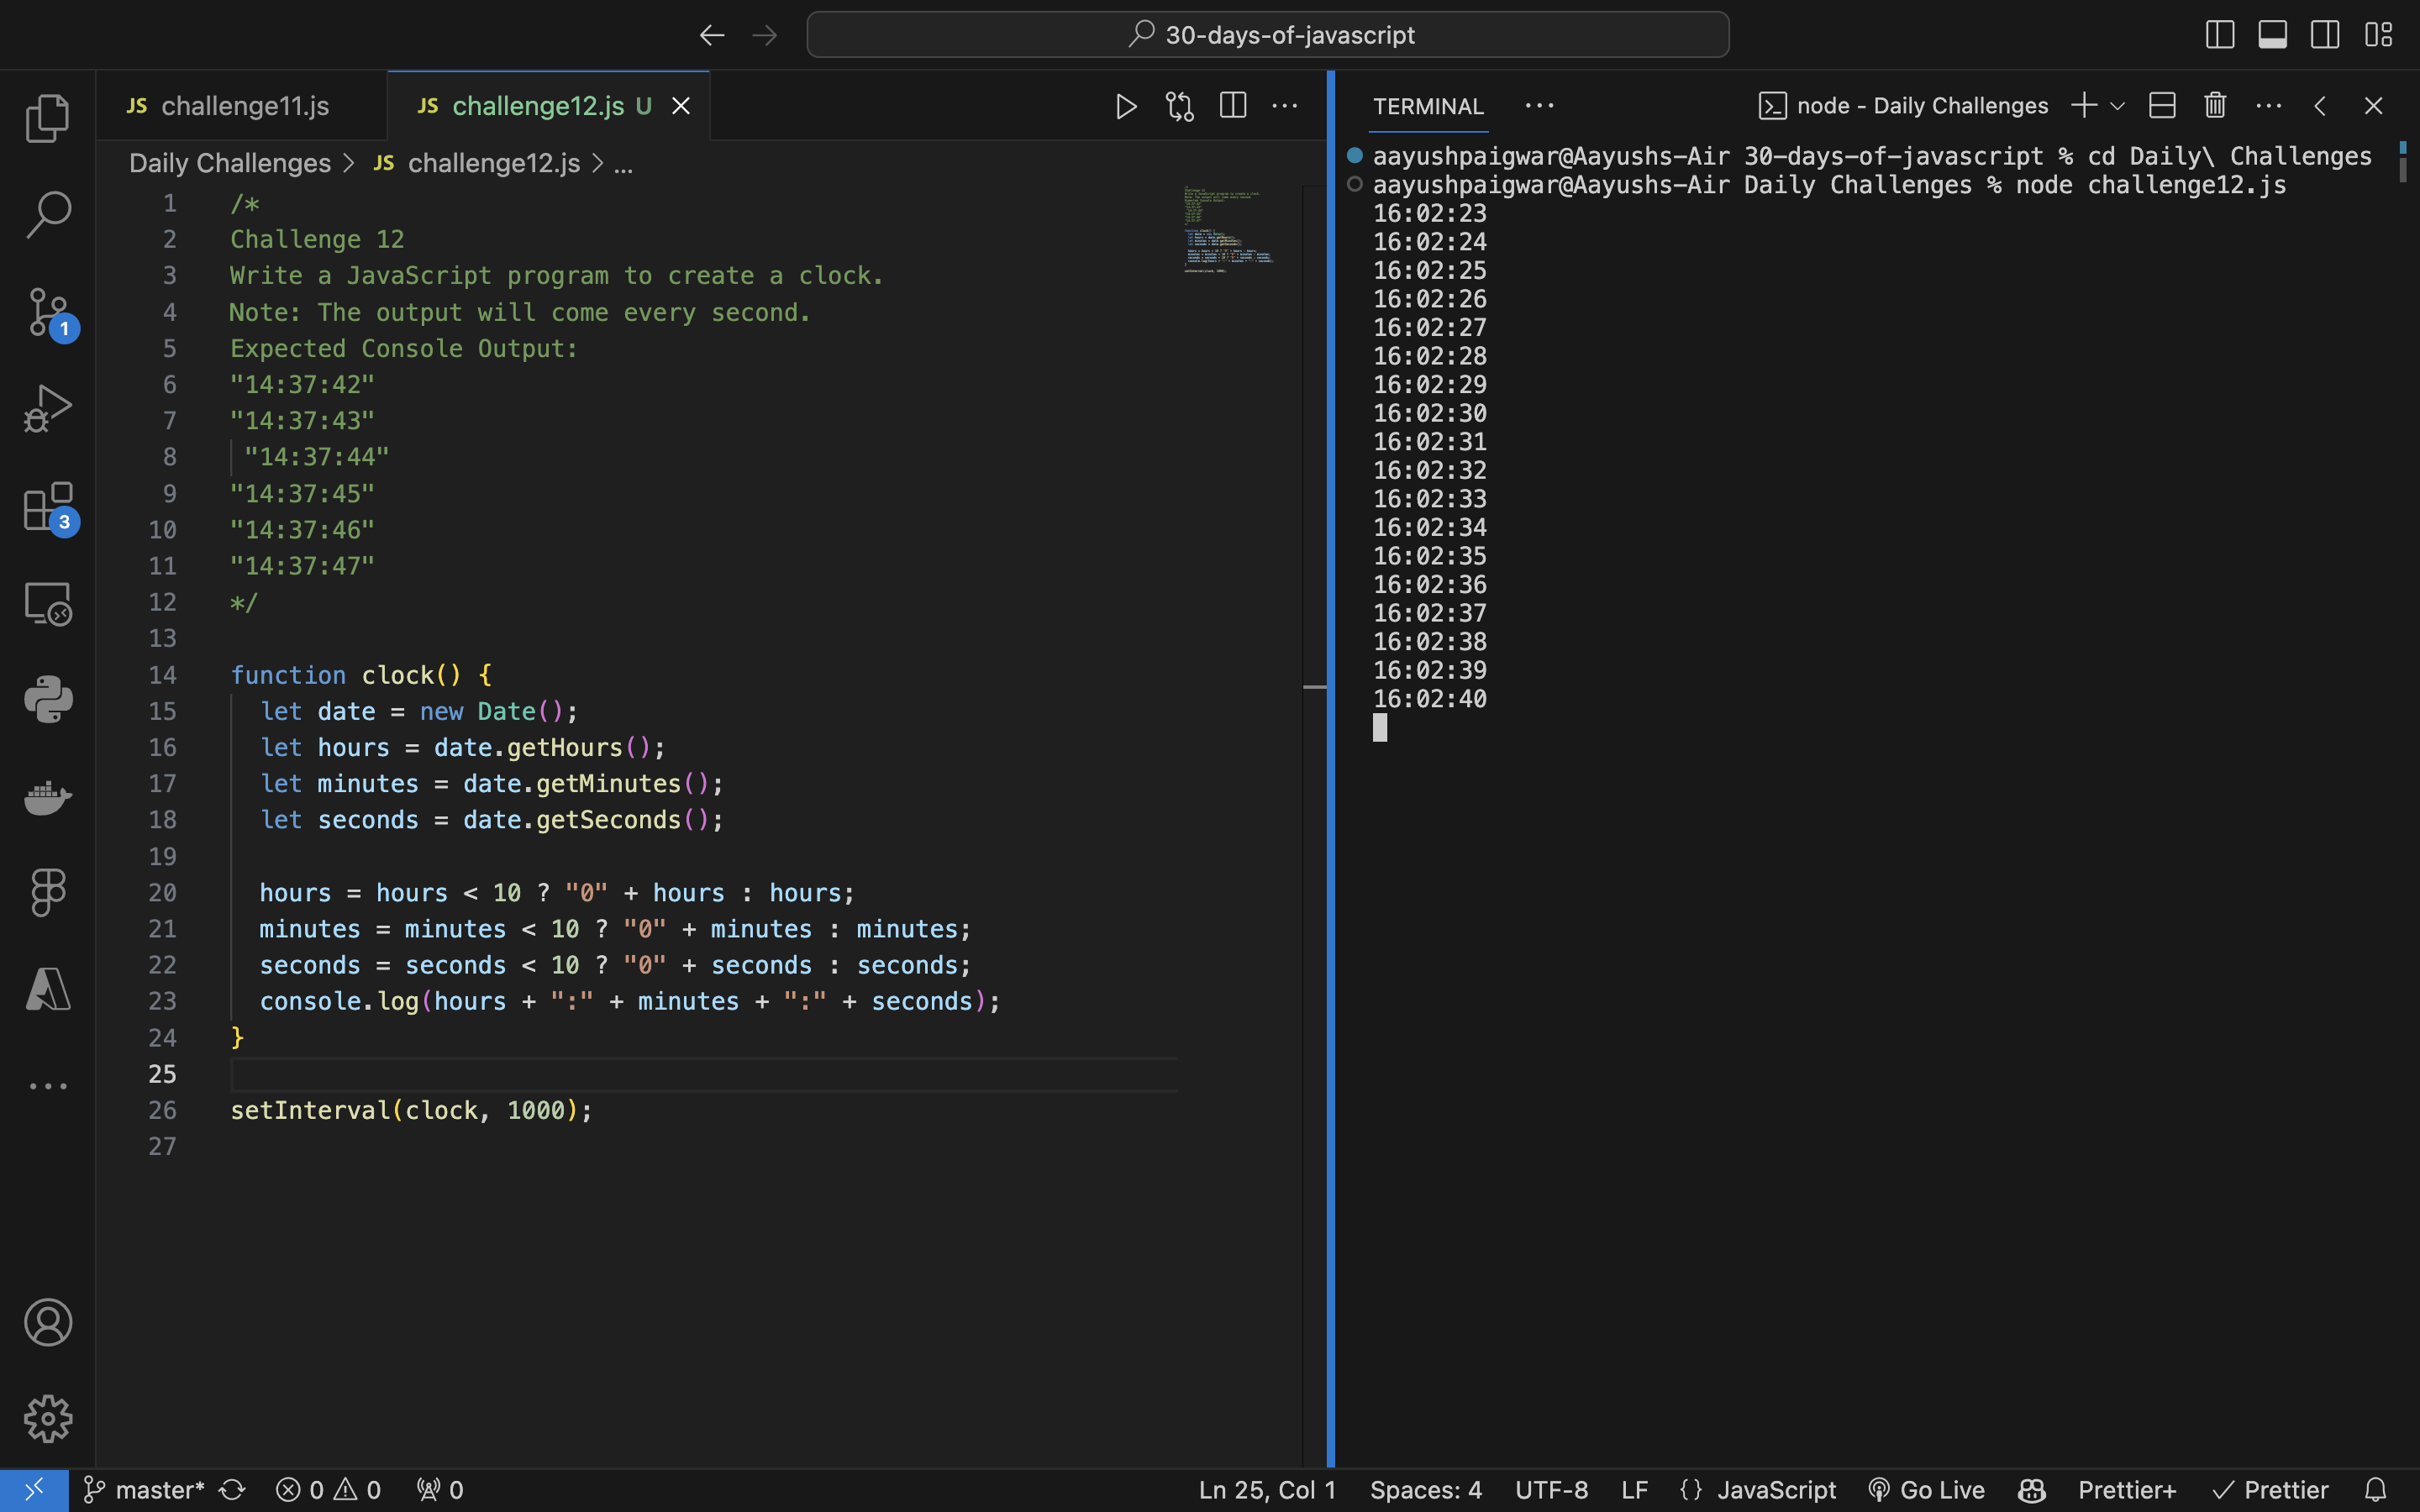 30-days-of-javascript
JS challenge11.js
JS challenge12.js U
Daily Challenges > JS challenge12.js > ...
1 /*
2 Challenge 12
3 Write a JavaScript program to create a clock.
4 Note: The output will come every second.
5 Expected Console Output:
6 "14:37:42"
7 "14:37:43"
8  "14:37:44"
9 "14:37:45"
10 "14:37:46"
11 "14:37:47"
12 */
13
14 function clock() {
15   let date = new Date();
16   let hours = date.getHours();
17   let minutes = date.getMinutes();
18   let seconds = date.getSeconds();
19
20   hours = hours < 10 ? "0" + hours : hours;
21   minutes = minutes < 10 ? "0" + minutes : minutes;
22   seconds = seconds < 10 ? "0" + seconds : seconds;
23   console.log(hours + ":" + minutes + ":" + seconds);
24 }
25
26 setInterval(clock, 1000);
27
1
3
TERMINAL
node - Daily Challenges
aayushpaigwar@Aayushs-Air 30-days-of-javascript % cd Daily\ Challenges
aayushpaigwar@Aayushs-Air Daily Challenges % node challenge12.js
16:02:23
16:02:24
16:02:25
16:02:26
16:02:27
16:02:28
16:02:29
16:02:30
16:02:31
16:02:32
16:02:33
16:02:34
16:02:35
16:02:36
16:02:37
16:02:38
16:02:39
16:02:40
master* 0 0 0 Ln 25, Col 1 Spaces: 4 UTF-8 LF {} JavaScript Go Live Prettier+ Prettier